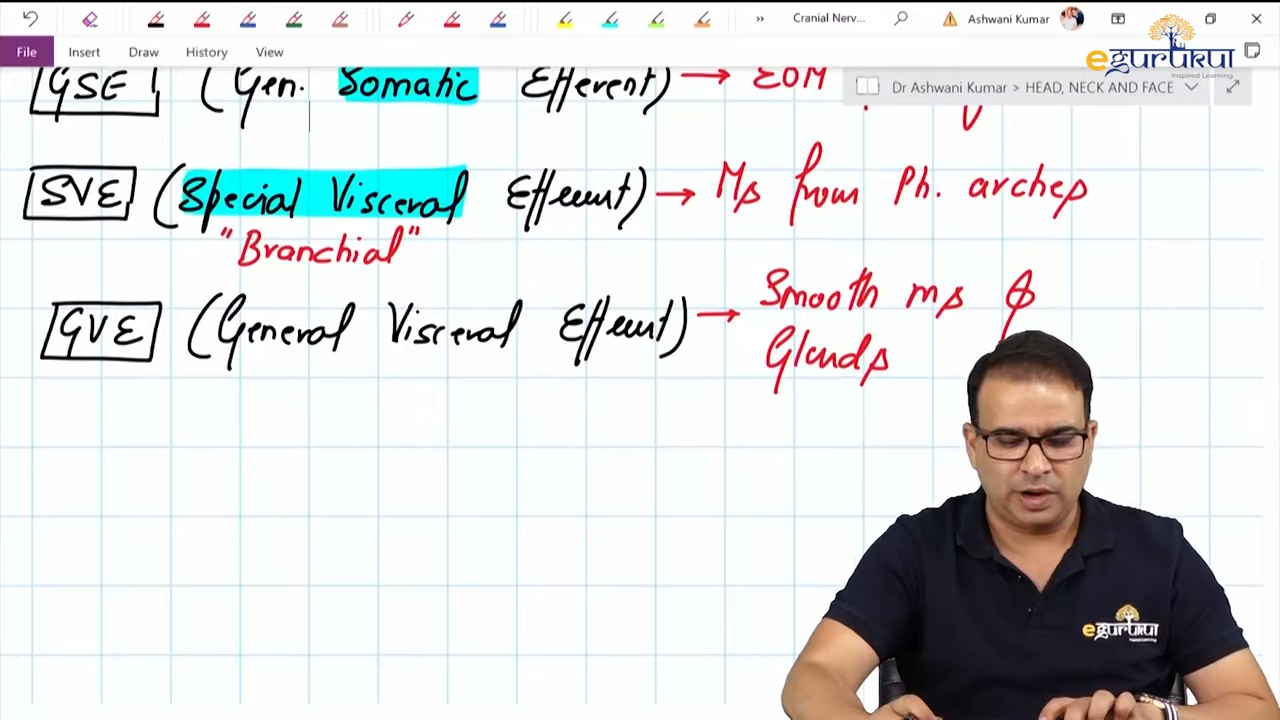 Cranial Nerv...
Ashwani Kumar
File Insert Draw History View
egurukul
Inspired Learning
Dr Ashwani Kumar > HEAD, NECK AND FACE
GSE (Gen. Somatic Efferent) → EOM
SVE (Special Visceral Efferent) → Ms from Ph. arches
"Branchial"
GVE (General Visceral Efferent) → Smooth ms &
Glands
egurukul